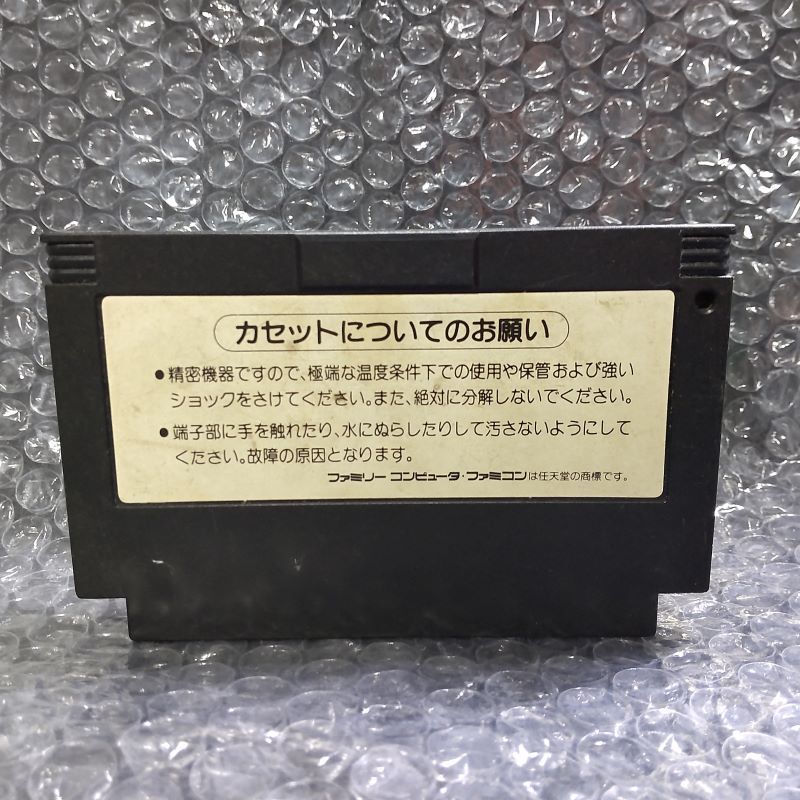 カセットについてのお願い
●精密機器ですので、極端な温度条件下での使用や保管および強い
ショックをさけてください。また、絶対に分解しないでください。
●端子部に手を触れたり、水にぬらしたりして汚さないようにして
ください。故障の原因となります。
ファミリーコンピュータ・ファミコンは任天堂の商標です。